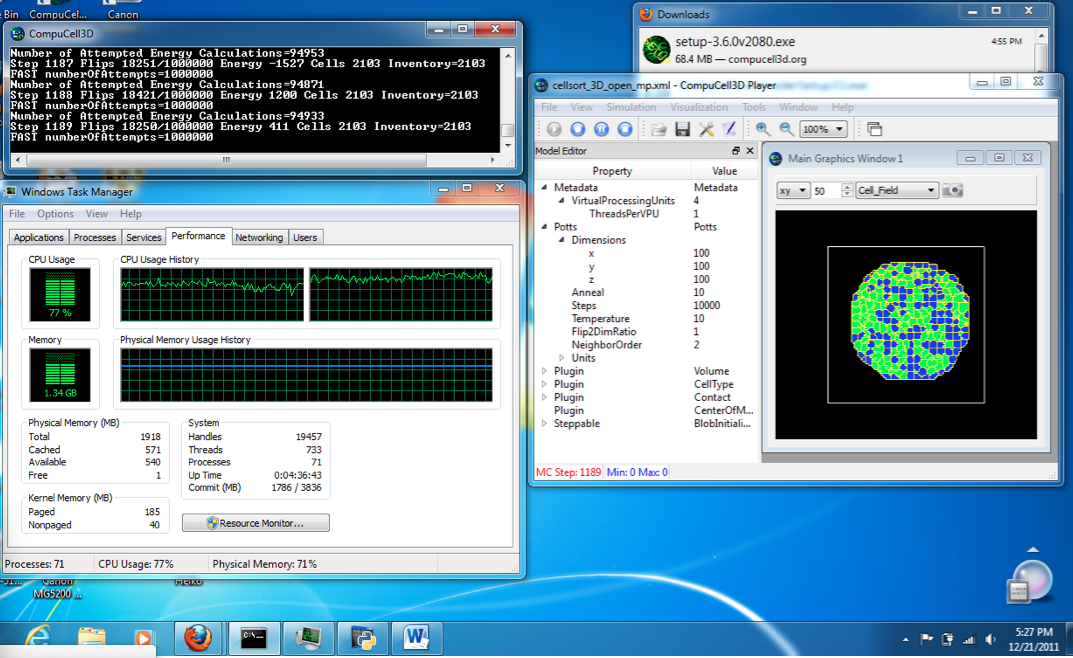 e Bin CompuCel... Canon
CompuCell3D
Number of Attempted Energy Calculations=94953
Step 1187 Flips 18251/1000000 Energy -1527 Cells 2103 Inventory=2103
FAST numberOfAttempts=1000000
Number of Attempted Energy Calculations=94871
Step 1188 Flips 18421/1000000 Energy 1200 Cells 2103 Inventory=2103
FAST numberOfAttempts=1000000
Number of Attempted Energy Calculations=94933
Step 1189 Flips 18250/1000000 Energy 411 Cells 2103 Inventory=2103
FAST numberOfAttempts=1000000
Windows Task Manager
File Options View Help
Applications Processes Services Performance Networking Users
CPU Usage CPU Usage History
77 %
Memory Physical Memory Usage History
1.34 GB
Physical Memory (MB)
Total 1918
Cached 571
Available 540
Free 1
Kernel Memory (MB)
Paged 185
Nonpaged 40
System
Handles 19457
Threads 733
Processes 71
Up Time 0:04:36:43
Commit (MB) 1786 / 3836
Resource Monitor...
Processes: 71 CPU Usage: 77% Physical Memory: 71%
Canon
MG5200 ...
Downloads
setup-3.6.0v2080.exe 4:55 PM
68.4 MB — compucell3d.org
cellsort_3D_open_mp.xml - CompuCell3D Player
File View Simulation Visualization Tools Window Help
100%
Model Editor
Property Value
Metadata Metadata
VirtualProcessingUnits 4
ThreadsPerVPU 1
Potts Potts
Dimensions
x 100
y 100
z 100
Anneal 10
Steps 10000
Temperature 10
Flip2DimRatio 1
NeighborOrder 2
Units
Plugin Volume
Plugin CellType
Plugin Contact
Plugin CenterOfM...
Steppable BlobInitiali...
Main Graphics Window 1
xy 50 Cell_Field
MC Step: 1189 Min: 0 Max: 0
C:\.
W
5:27 PM
12/21/2011